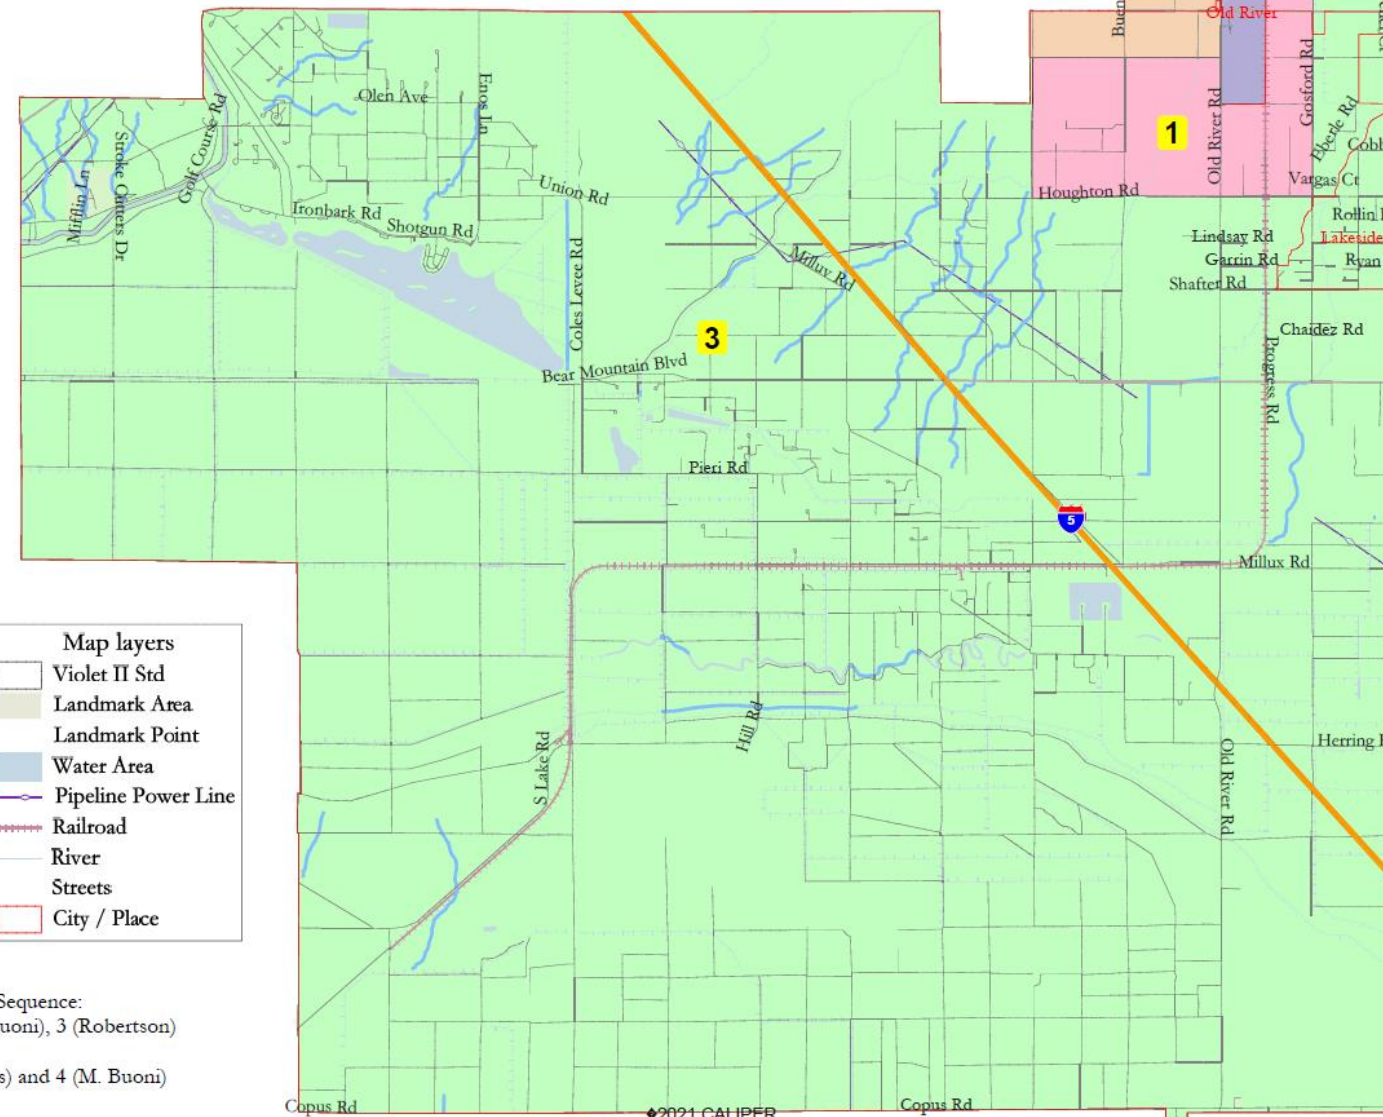 Old River
Buen
Gosford Rd
Olen Ave
Enos Ln
Golf Course Rd
Stroke Cutters Dr
Mifflin Ln
1
Old River Rd
Eberle Rd
Cobb
Vargas Ct
Union Rd
Houghton Rd
Ironbark Rd
Shotgun Rd
Rollin
Lindsay Rd
Lakeside
Garrin Rd
Ryan
Coles Levee Rd
Milluv Rd
Shafter Rd
3
Chaidez Rd
Bear Mountain Blvd
Progress Rd
Pieri Rd
5
Millux Rd
Map layers
Violet II Std
Landmark Area
Landmark Point
Water Area
Pipeline Power Line
Railroad
River
Streets
City / Place
Hill Rd
S Lake Rd
Old River Rd
Herring
Sequence:
uoni), 3 (Robertson)
s) and 4 (M. Buoni)
Copus Rd
�2021 CALIPER
Copus Rd